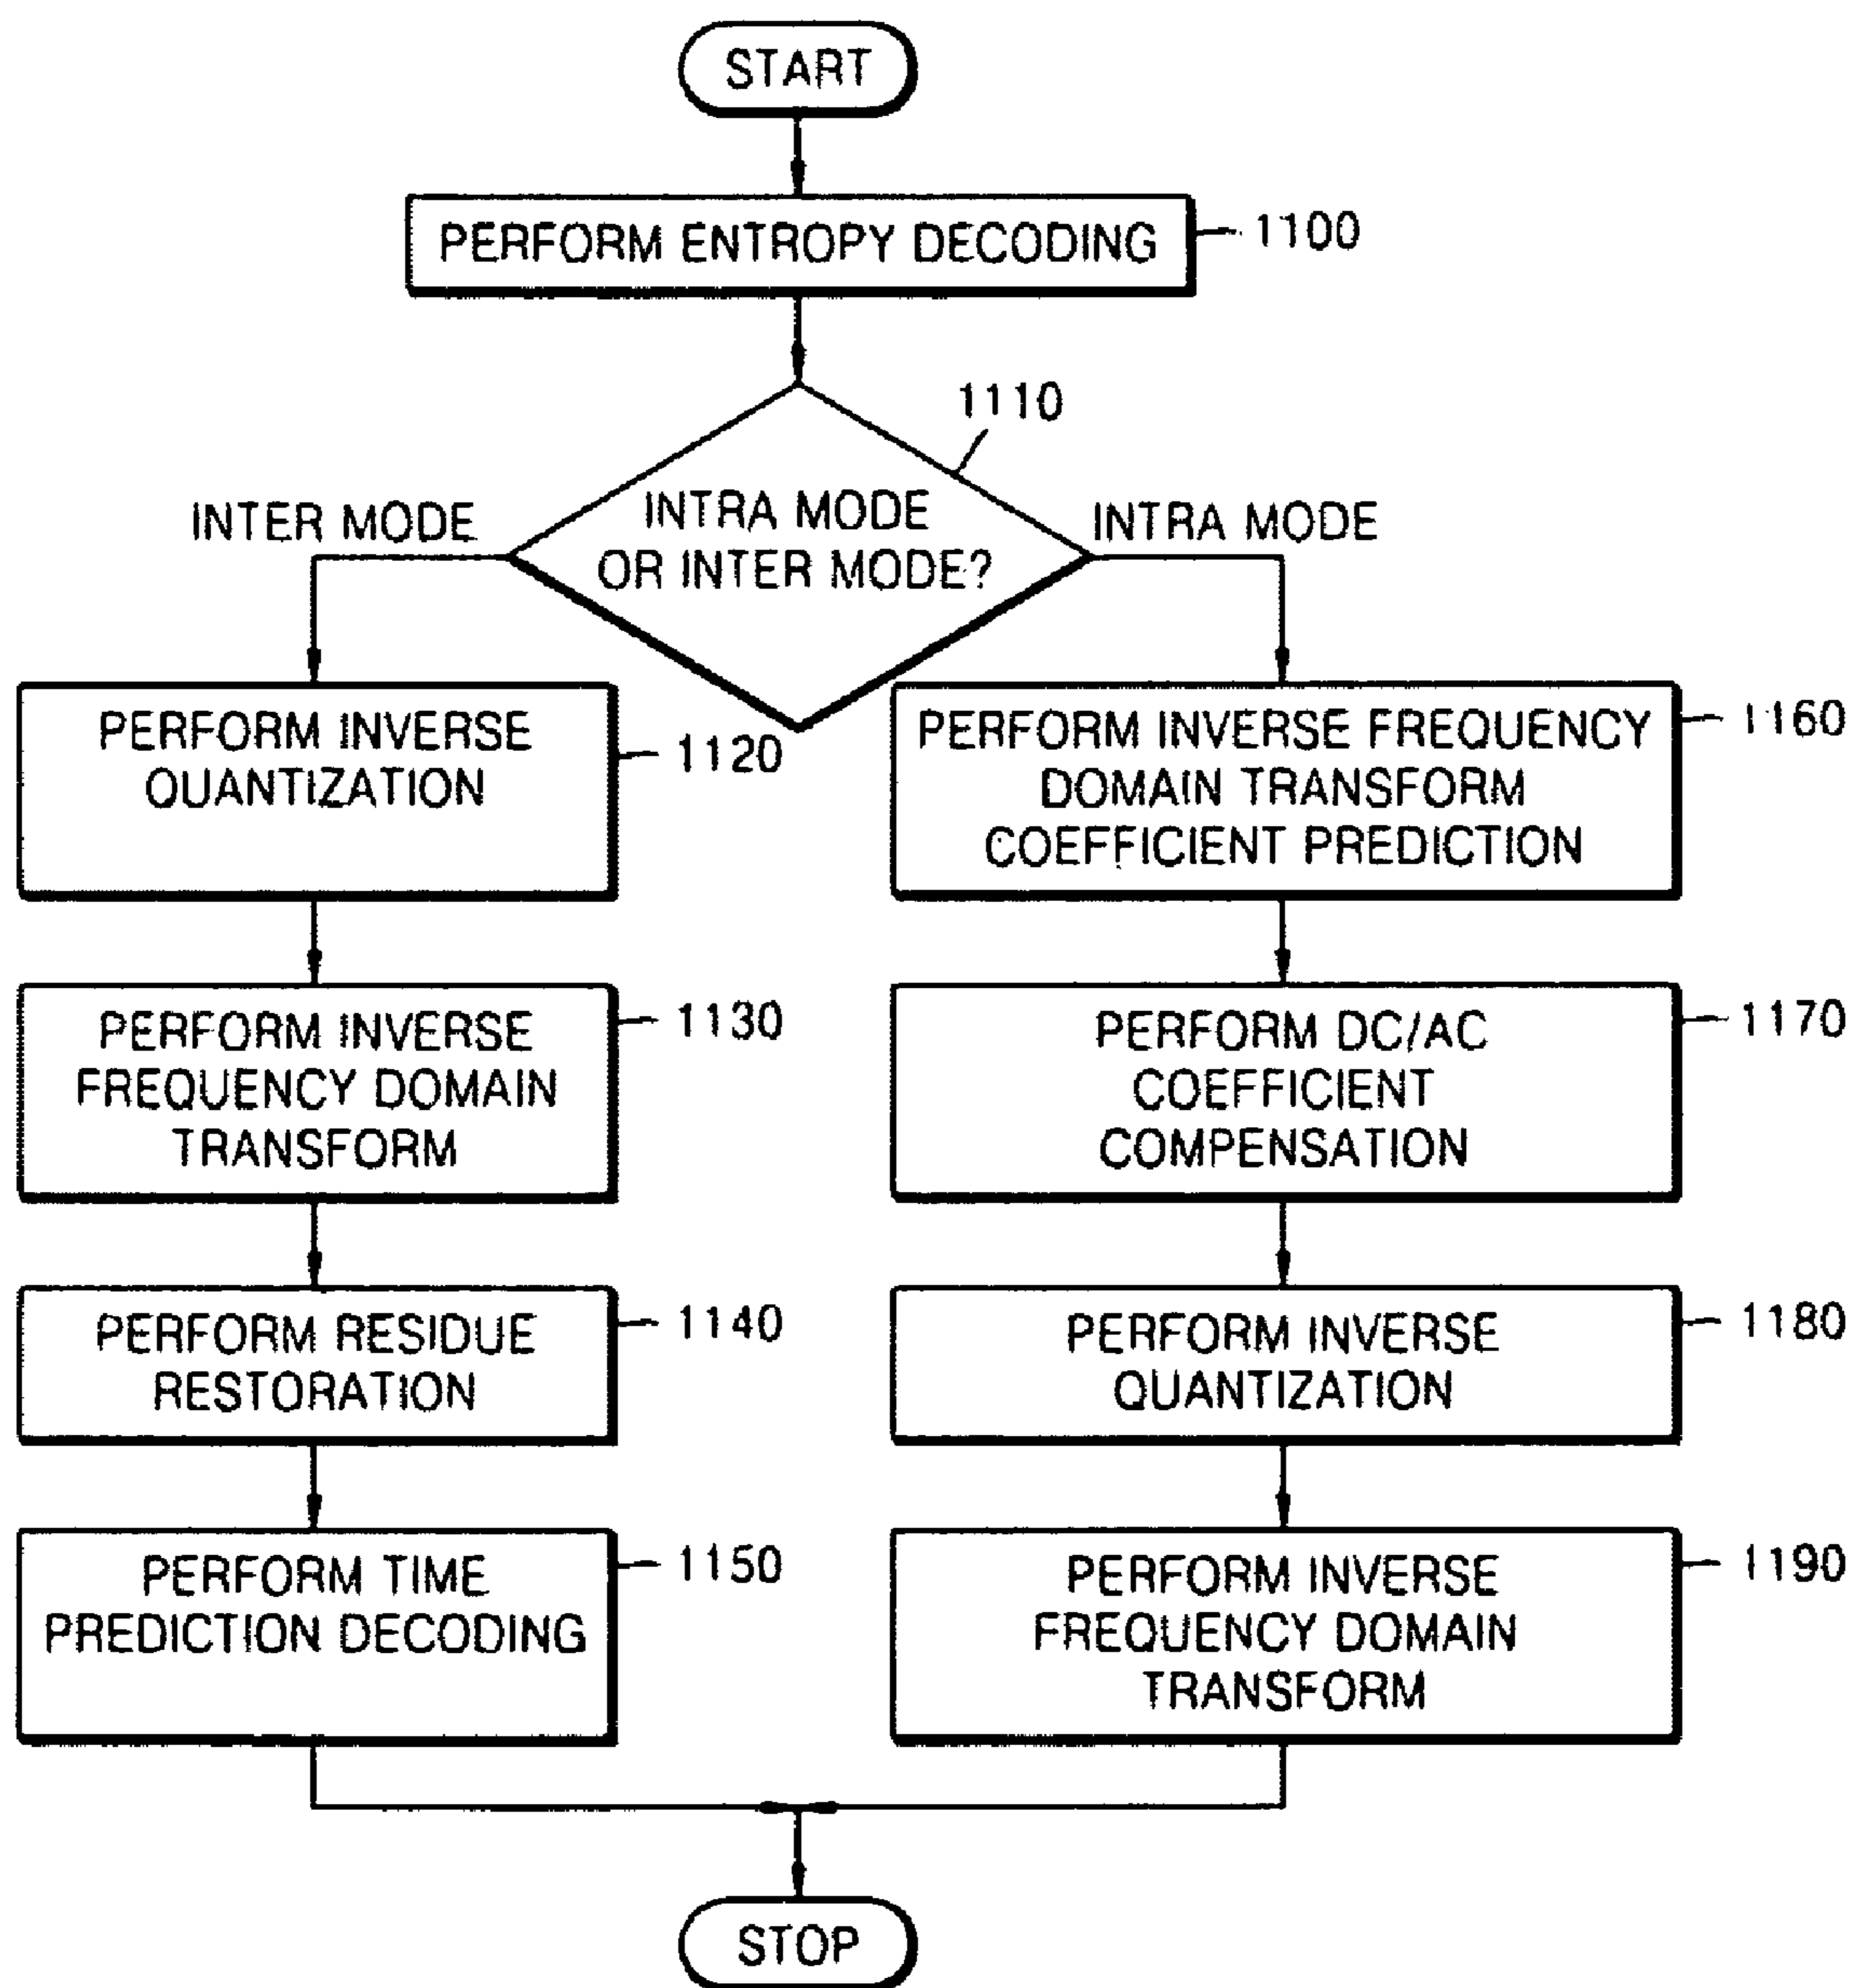 START
PERFORM ENTROPY DECODING
1100
1110
INTRA MODE
OR INTER MODE?
INTER MODE
INTRA MODE
PERFORM INVERSE
QUANTIZATION
1120
PERFORM INVERSE
FREQUENCY DOMAIN
TRANSFORM
1130
PERFORM RESIDUE
RESTORATION
1140
PERFORM TIME
PREDICTION DECODING
1150
PERFORM INVERSE FREQUENCY
DOMAIN TRANSFORM
COEFFICIENT PREDICTION
1160
PERFORM DC/AC
COEFFICIENT
COMPENSATION
1170
PERFORM INVERSE
QUANTIZATION
1180
PERFORM INVERSE
FREQUENCY DOMAIN
TRANSFORM
1190
STOP